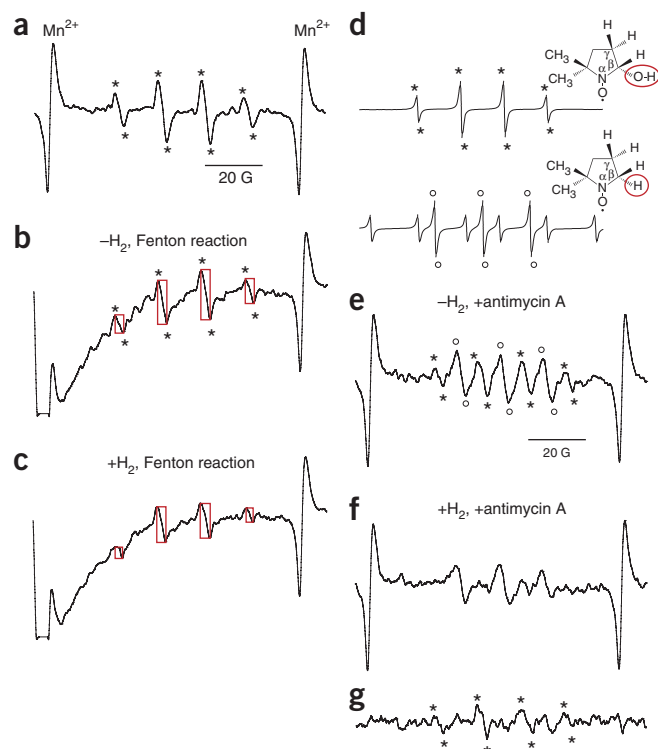 a
Mn2+
Mn2+
* * * *
* * * *
20 G
b
–H2, Fenton reaction
* * * *
* * * *
c
+H2, Fenton reaction
d
* * * *
* * * *
H
H
γ
H
CH3
α β
CH3
N
O-H
O
•
○ ○ ○
○ ○ ○
H
H
γ
H
CH3
α β
CH3
N
H
O
•
e
–H2, +antimycin A
* ○ * ○ * ○ *
* ○ * ○ * ○ *
20 G
f
+H2, +antimycin A
g
* * * *
* * * *